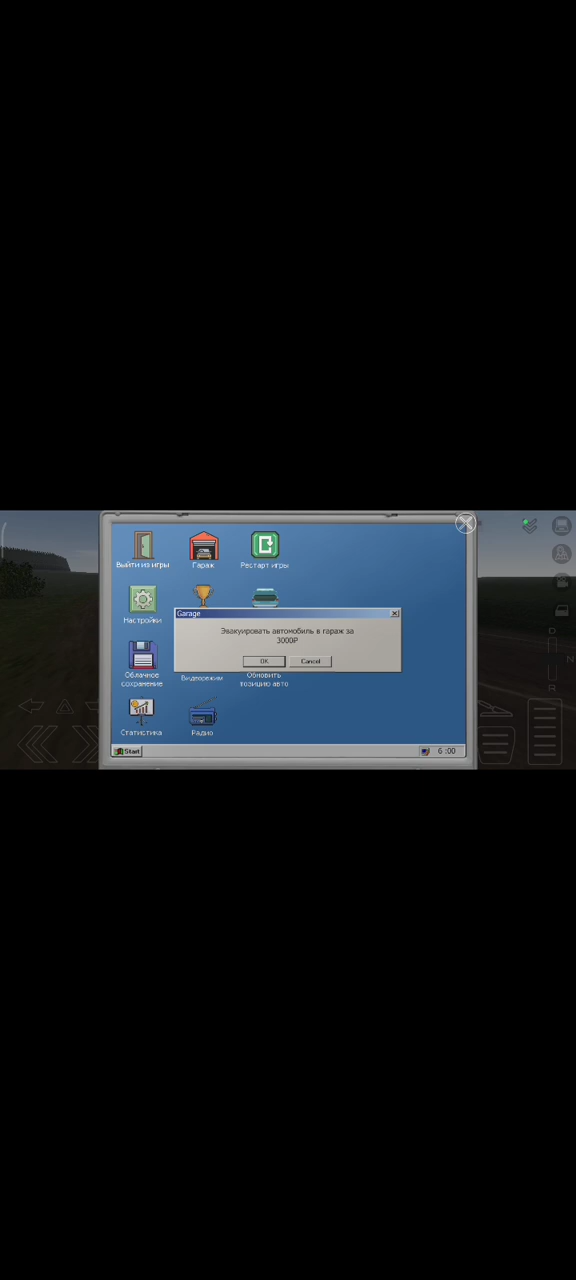 Выйти из игры
Гараж
Рестарт игры
Настройки
Garage
Эвакуировать автомобиль в гараж за
3000₽
OK
Cancel
Облачное
сохранение
Видеорежим
Обновить
позицию авто
Статистика
Радио
Start
6 :00
D
N
R